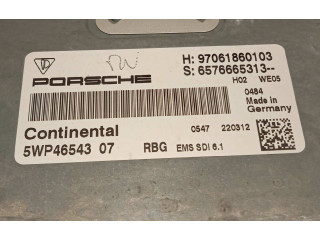 H: 97061860103
S: 6576665313--
H02 WE05
PORSCHE
0484
Made in
Germany
Continental
0547 220312
5WP46543 07
RBG EMS SDI 6.1